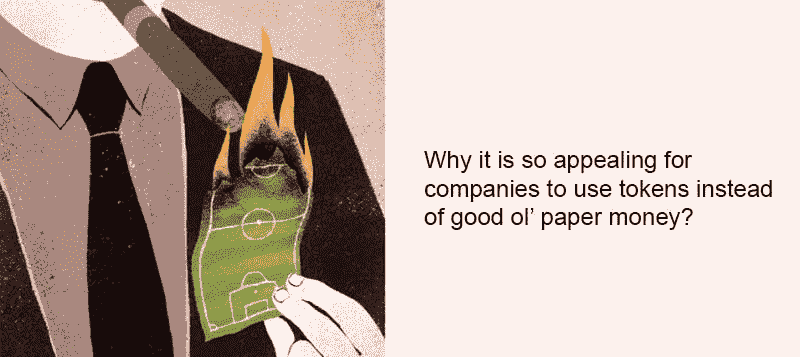 Why it is so appealing for
companies to use tokens instead
of good ol’ paper money?